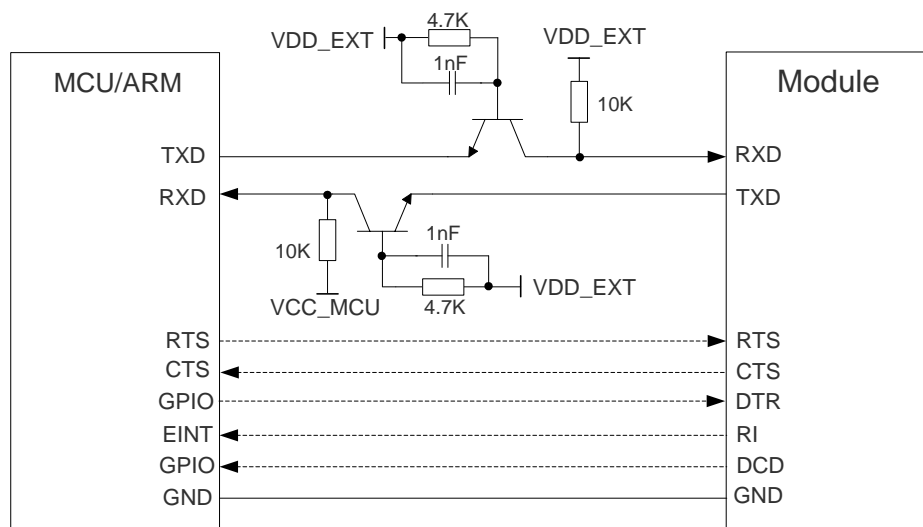 4.7K
VDD_EXT
VDD_EXT
1nF
MCU/ARM
Module
10K
TXD
RXD
RXD
TXD
1nF
10K
VDD_EXT
VCC_MCU
4.7K
RTS
RTS
CTS
CTS
GPIO
DTR
EINT
RI
GPIO
DCD
GND
GND